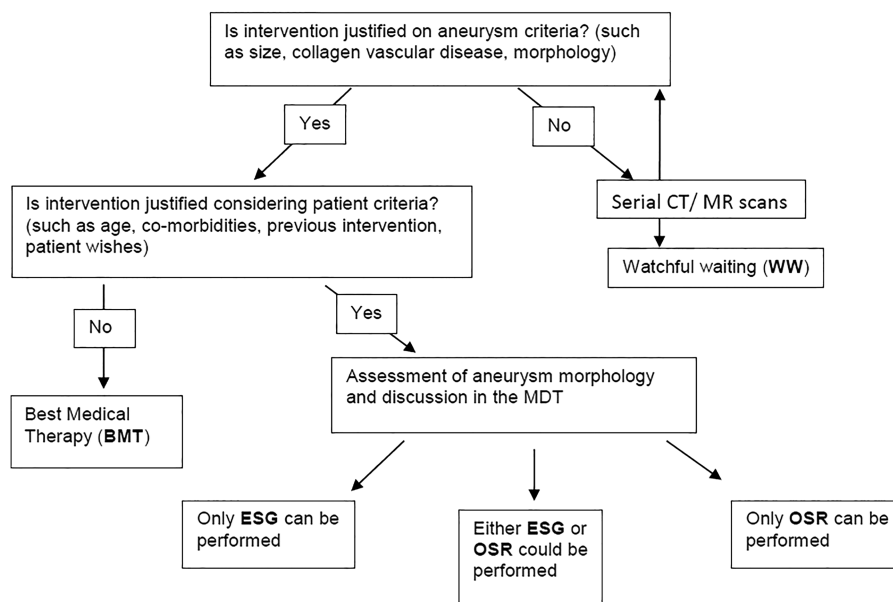 Is intervention justified on aneurysm criteria? (such
as size, collagen vascular disease, morphology)
Yes
No
Is intervention justified considering patient criteria?
(such as age, co-morbidities, previous intervention,
patient wishes)
Serial CT/ MR scans
Watchful waiting (WW)
No
Yes
Assessment of aneurysm morphology
and discussion in the MDT
Best Medical
Therapy (BMT)
Only ESG can be
performed
Either ESG or
OSR could be
performed
Only OSR can be
performed